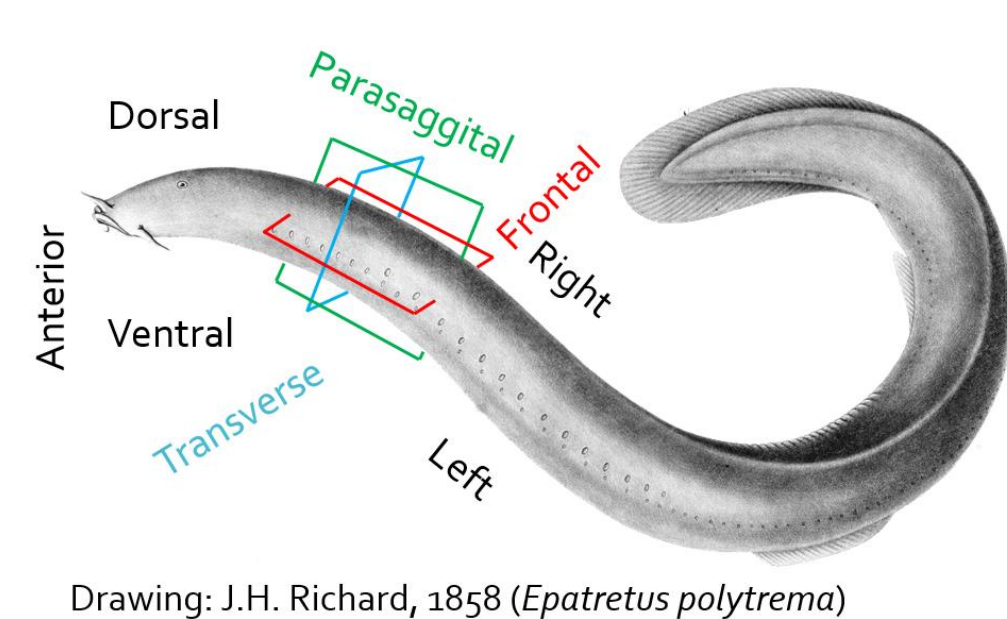 Dorsal
Parasaggital
Frontal
Right
Anterior
Ventral
Transverse
Left
Drawing: J.H. Richard, 1858 (Epatretus polytrema)